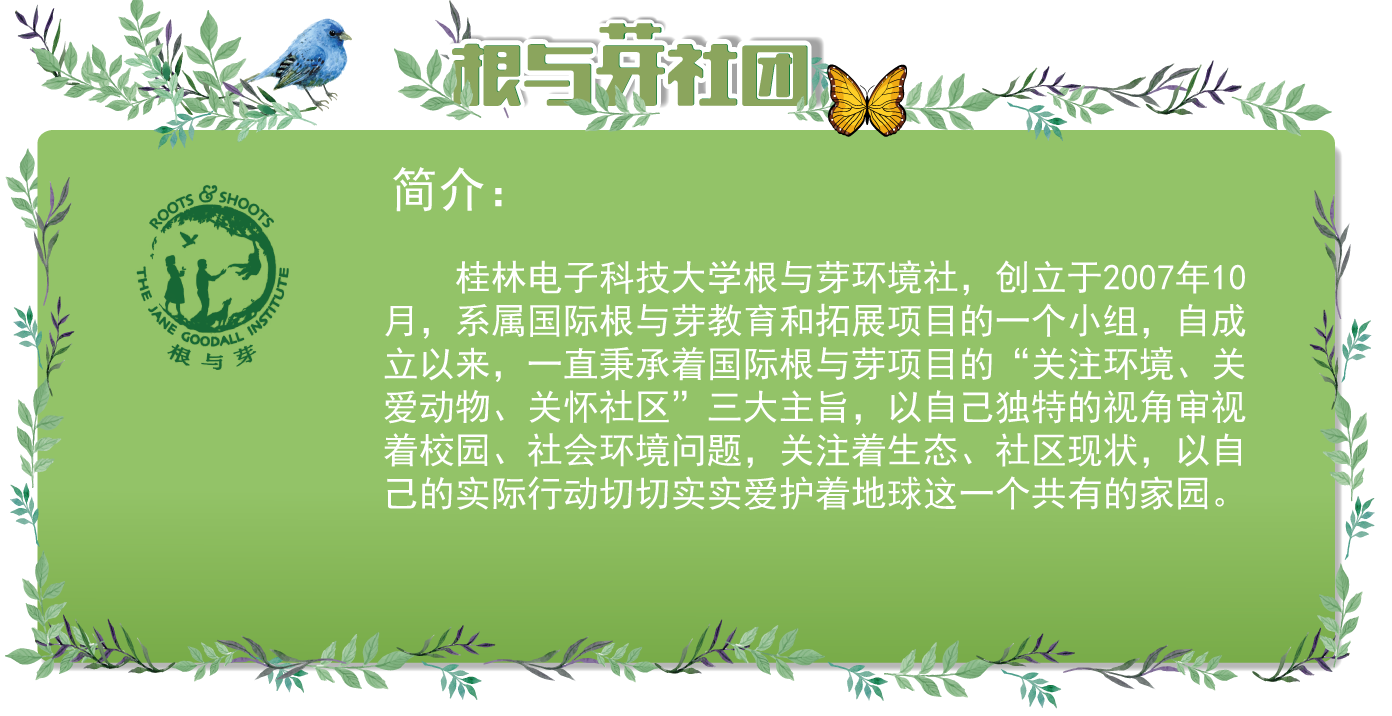 根与芽社团
ROOTS & SHOOTS
THE JANE GOODALL INSTITUTE
根与芽
简介：
桂林电子科技大学根与芽环境社，创立于2007年10
月，系属国际根与芽教育和拓展项目的一个小组，自成
立以来，一直秉承着国际根与芽项目的“关注环境、关
爱动物、关怀社区”三大主旨，以自己独特的视角审视
着校园、社会环境问题，关注着生态、社区现状，以自
己的实际行动切切实实爱护着地球这一个共有的家园。